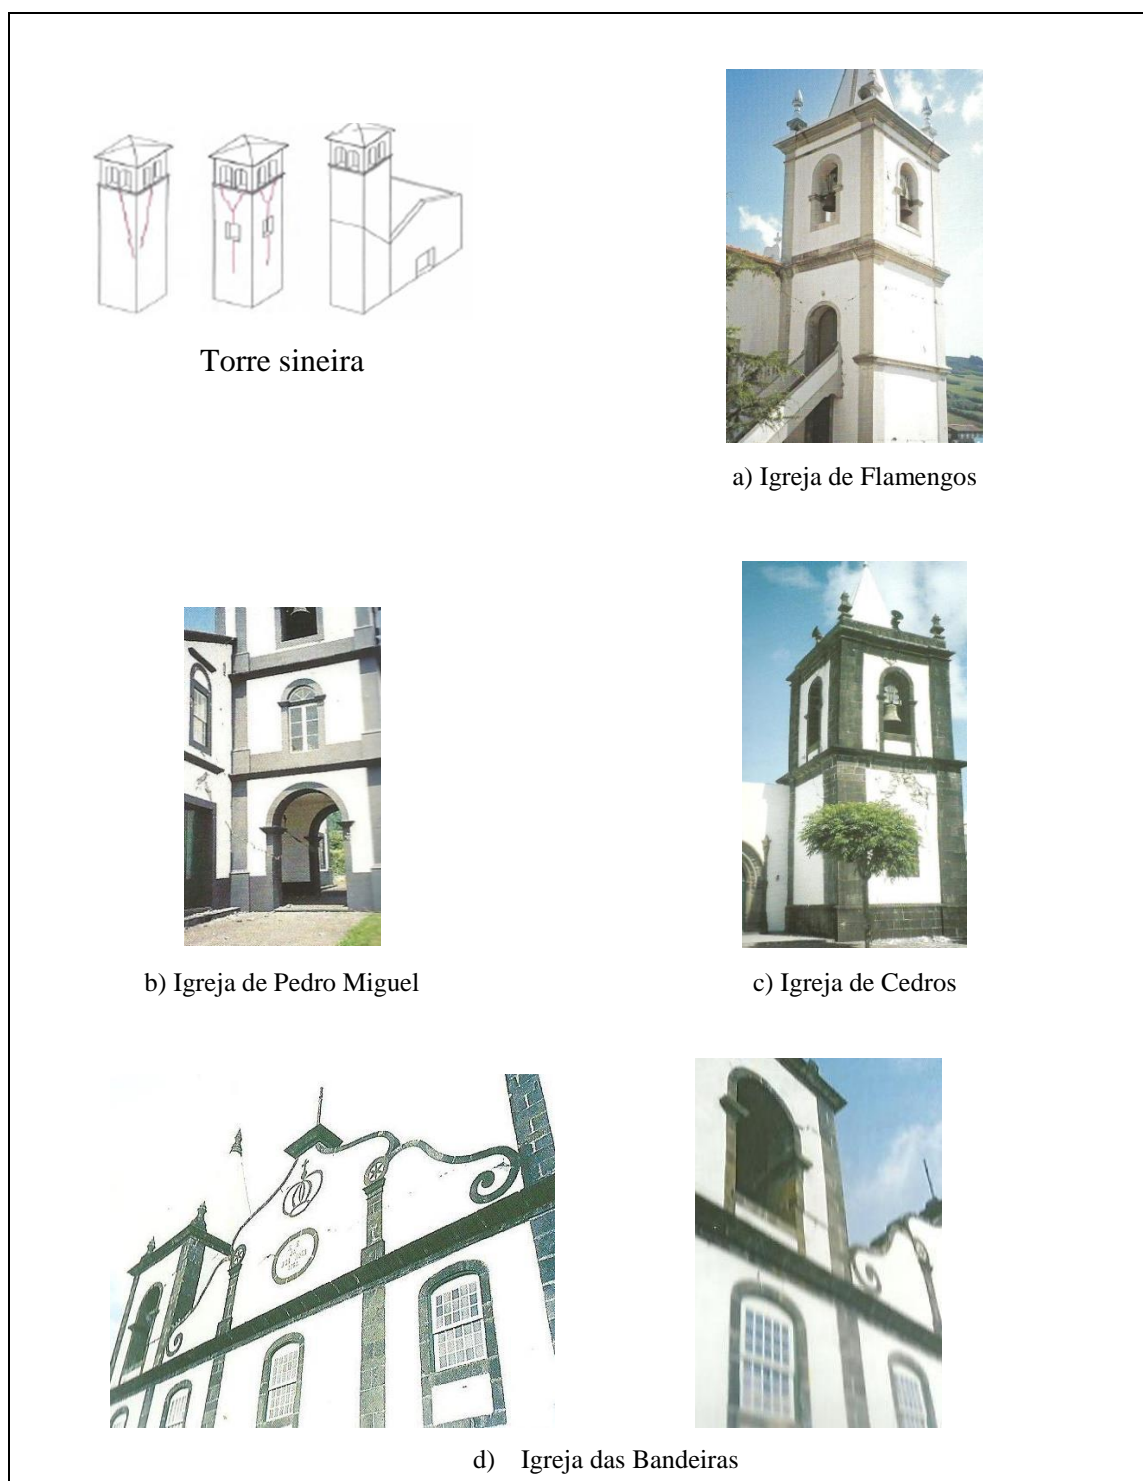 Torre sineira
a) Igreja de Flamengos
b) Igreja de Pedro Miguel
c) Igreja de Cedros
d) Igreja das Bandeiras